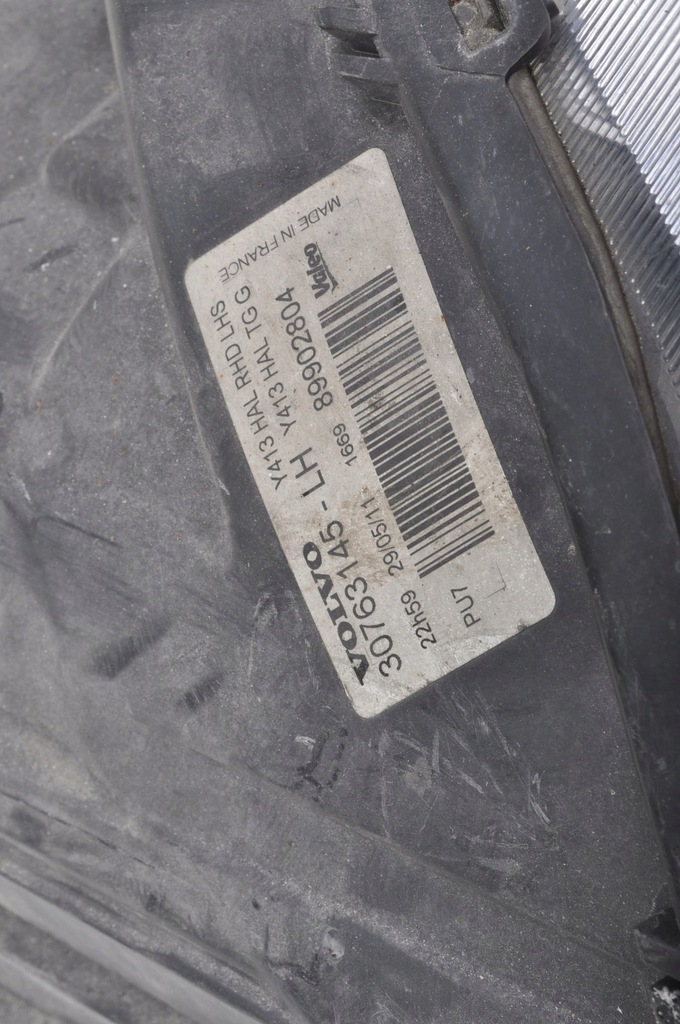 VOLVO Y413 HAL RHD LHS
30763145 - LH Y413 HAL TG G
MADE IN FRANCE
22h59 29/05/11 1669 89902804
Valeo
PU7